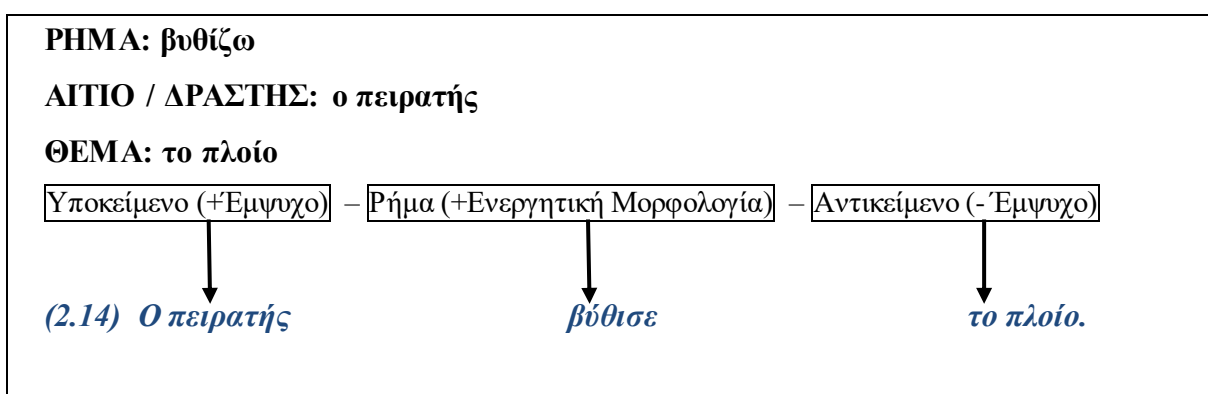 ΡΗΜΑ: βυθίζω
ΑΙΤΙΟ / ΔΡΑΣΤΗΣ: ο πειρατής
ΘΕΜΑ: το πλοίο
Υποκείμενο (+Έμψυχο) – Ρήμα (+Ενεργητική Μορφολογία) – Αντικείμενο (- Έμψυχο)
(2.14) Ο πειρατής βύθισε το πλοίο.